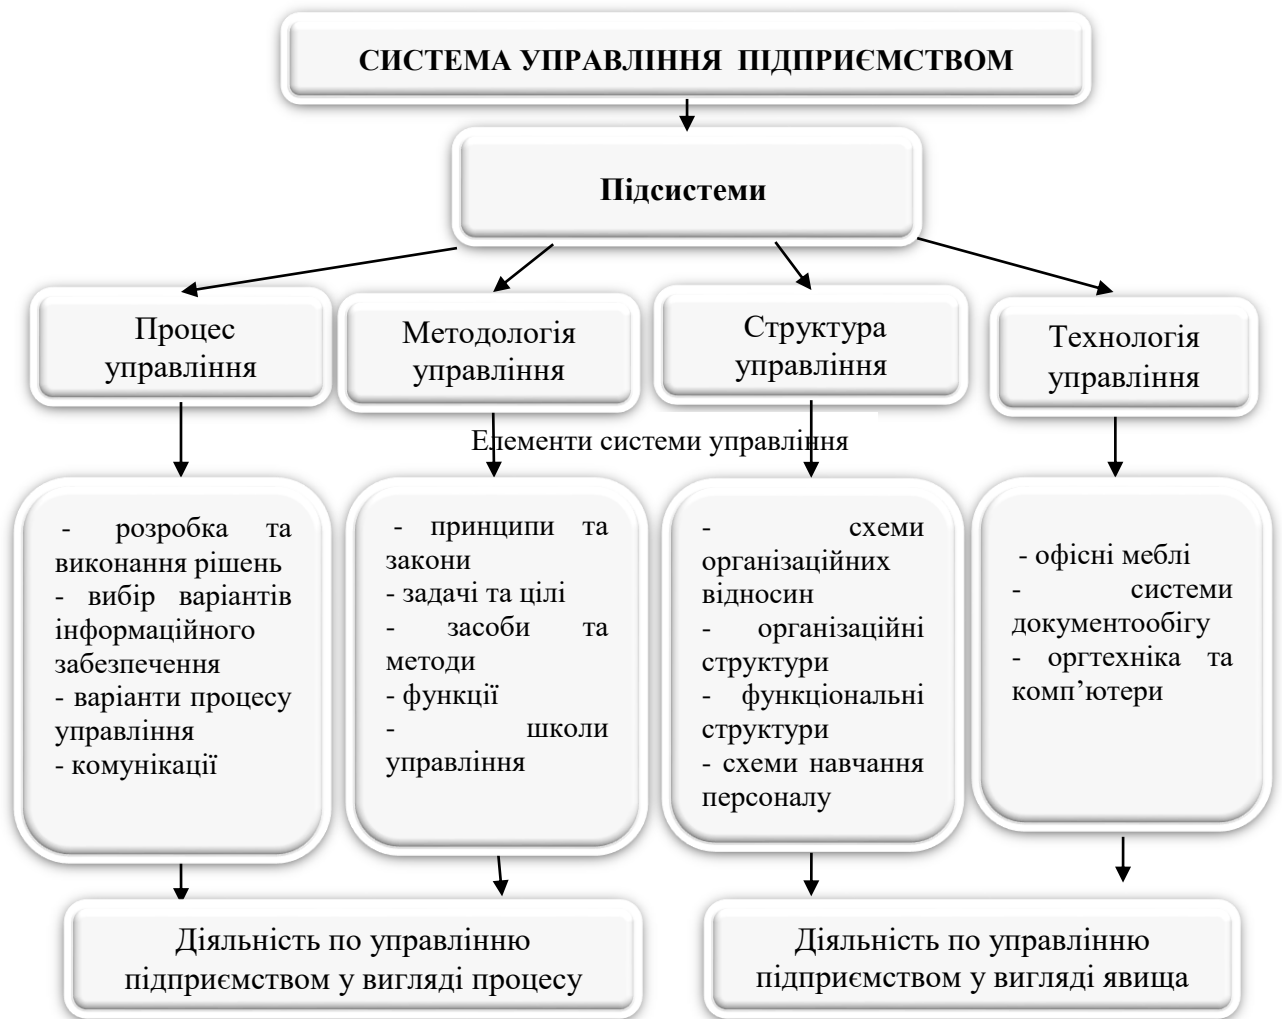 СИСТЕМА УПРАВЛІННЯ ПІДПРИЄМСТВОМ
Підсистеми
Процес
управління
Методологія
управління
Структура
управління
Технологія
управління
Елементи системи управління
- розробка та
виконання рішень
- вибір варіантів
інформаційного
забезпечення
- варіанти процесу
управління
- комунікації
- принципи та
закони
- задачі та цілі
- засоби та
методи
- функції
- школи
управління
- схеми
організаційних
відносин
- організаційні
структури
- функціональні
структури
- схеми навчання
персоналу
- офісні меблі
- системи
документообігу
- оргтехніка та
комп’ютери
Діяльність по управлінню
підприємством у вигляді процесу
Діяльність по управлінню
підприємством у вигляді явища